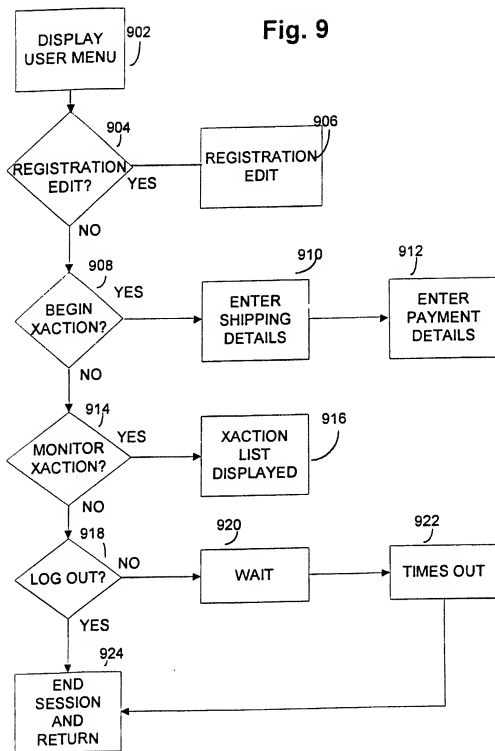 Fig. 9
DISPLAY
USER MENU
902
904
REGISTRATION
EDIT?
YES
NO
906
REGISTRATION
EDIT
908
BEGIN
XACTION?
YES
NO
910
ENTER
SHIPPING
DETAILS
912
ENTER
PAYMENT
DETAILS
914
MONITOR
XACTION?
YES
NO
916
XACTION
LIST
DISPLAYED
918
LOG OUT?
NO
YES
920
WAIT
922
TIMES OUT
924
END
SESSION
AND
RETURN